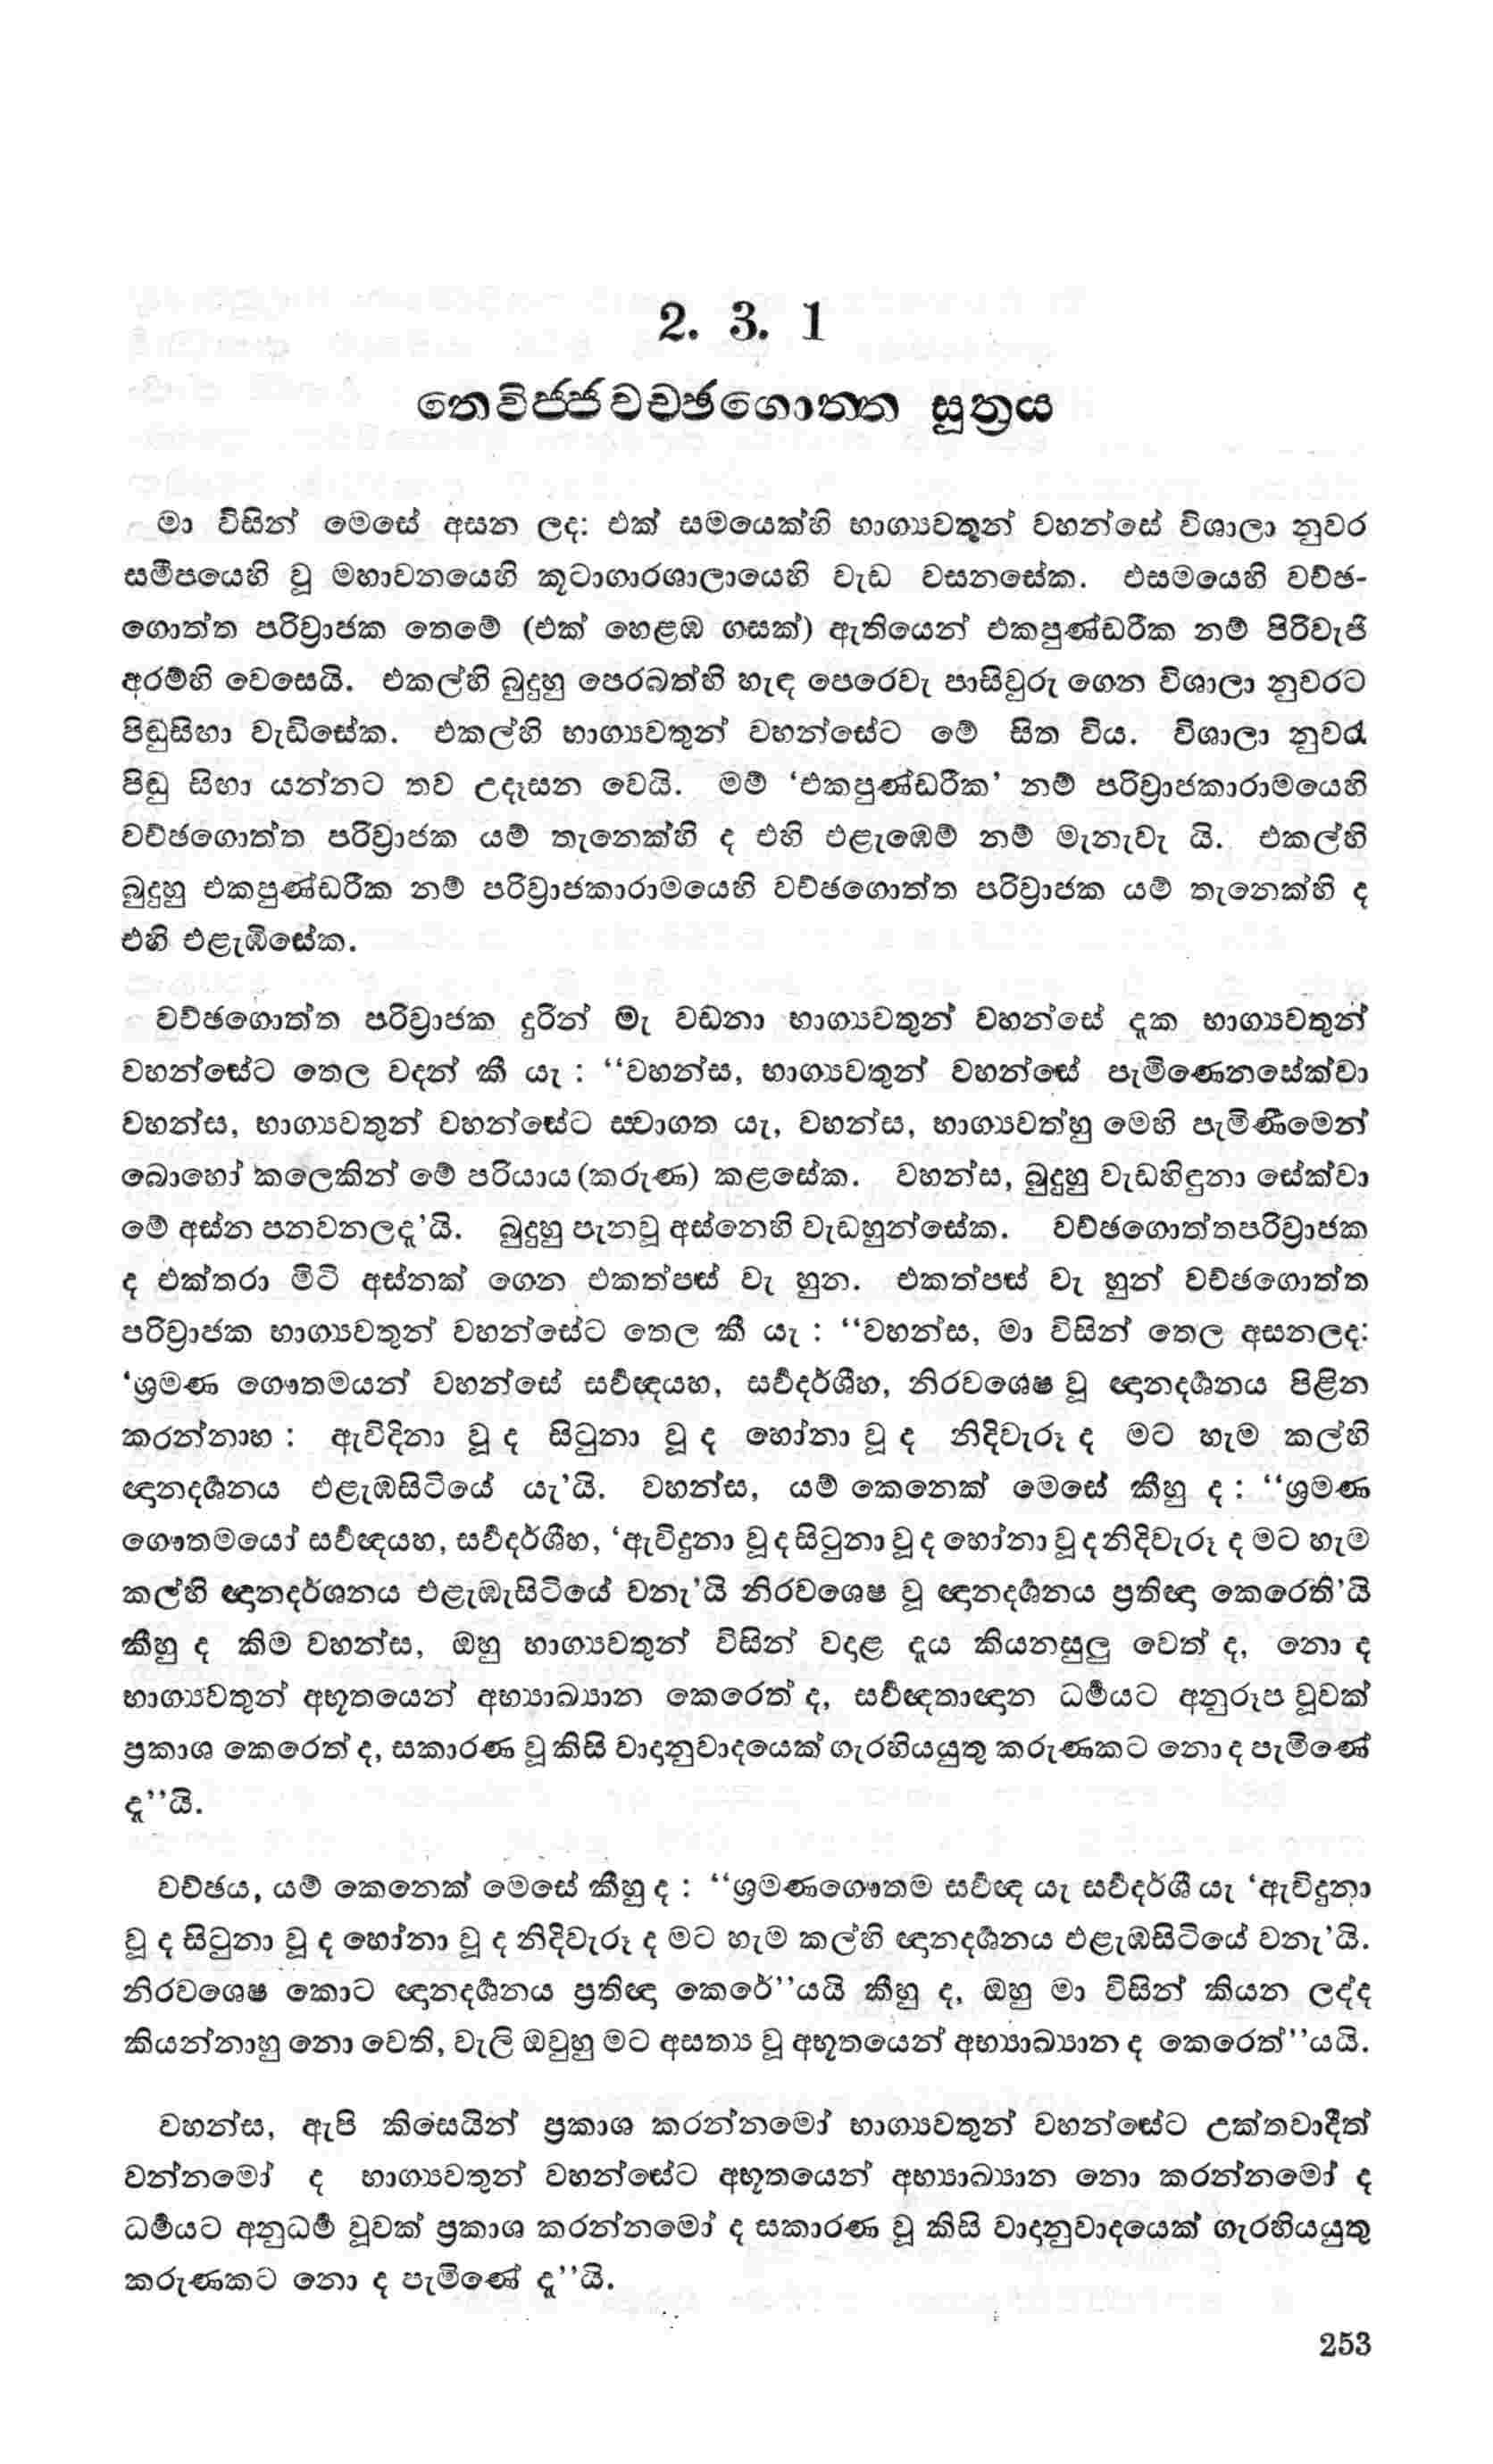 2. 3. 1
තෙවිජ්ජවච්ඡගොත්ත සූත්‍රය
මා විසින් මෙසේ අසන ලද: එක් සමයෙක්හි භාග්‍යවතූන් වහන්සේ විශාලා නුවර
සමීපයෙහි වූ මහාවනයෙහි කූටාගාරශාලායෙහි වැඩ වසනසේක. එසමයෙහි වච්ඡ-
ගොත්ත පරිව්‍රාජක තෙමේ (එක් හෙළඹ ගසක්) ඇතියෙන් එකපුණ්ඩරීක නම් පිරිවැජි
අරම්හි වෙසෙයි. එකල්හි බුදුහු පෙරබත්හි හැඳ පෙරෙවැ පාසිවුරු ගෙන විශාලා නුවරට
පිඬුසිඟා වැඩිසේක. එකල්හි භාග්‍යවතුන් වහන්සේට මේ සිත විය. විශාලා නුවරැ
පිඬු සිඟා යන්නට තව උදෑසන වෙයි. මම් ‘එකපුණ්ඩරීක’ නම් පරිව්‍රාජකාරාමයෙහි
වච්ඡගොත්ත පරිව්‍රාජක යම් තැනෙක්හි ද එහි එළැඹෙම් නම් මැනැවැ යි. එකල්හි
බුදුහු එකපුණ්ඩරීක නම් පරිව්‍රාජකාරාමයෙහි වච්ඡගොත්ත පරිව්‍රාජක යම් තැනෙක්හි ද
එහි එළැඹිසේක.
වච්ඡගොත්ත පරිව්‍රාජක දුරින් මැ වඩනා භාග්‍යවතුන් වහන්සේ දැක භාග්‍යවතුන්
වහන්සේට තෙල වදන් කී යැ : “වහන්ස, භාග්‍යවතුන් වහන්සේ පැමිණෙනසේක්වා
වහන්ස, භාග්‍යවතුන් වහන්සේට ස්වාගත යැ, වහන්ස, භාග්‍යවත්හු මෙහි පැමිණීමෙන්
බොහෝ කලෙකින් මේ පරියාය (කරුණ) කළසේක. වහන්ස, බුදුහු වැඩහිඳුනා සේක්වා
මේ අස්න පනවනලදැ’යි. බුදුහු පැනවූ අස්නෙහි වැඩහුන්සේක. වච්ඡගොත්තපරිව්‍රාජක
ද එක්තරා මිටි අස්නක් ගෙන එකත්පස් වැ හුන. එකත්පස් වැ හුන් වච්ඡගොත්ත
පරිව්‍රාජක භාග්‍යවතුන් වහන්සේට තෙල කී යැ : “වහන්ස, මා විසින් තෙල අසනලද:
‘ශ්‍රමණ ගෞතමයන් වහන්සේ සර්‍වඥයහ, සර්‍වදර්ශීහ, නිරවශේෂ වූ ඥානදර්‍ශනය පිළින
කරන්නාහ : ඇවිදිනා වූ ද සිටුනා වූ ද හෝනා වූ ද නිදිවැරූ ද මට හැම කල්හි
ඥානදර්‍ශනය එළැඹසිටියේ යැ’යි. වහන්ස, යම් කෙනෙක් මෙසේ කීහු ද : “ශ්‍රමණ
ගෞතමයෝ සර්‍වඥයහ, සර්‍වදර්ශීහ, ‘ඇවිදුනා වූ ද සිටුනා වූ ද හෝනා වූ ද නිදිවැරූ ද මට හැම
කල්හි ඥානදර්ශනය එළැඹැසිටියේ වනැ’යි නිරවශෙෂ වූ ඥානදර්‍ශනය ප්‍රතිඥා කෙරෙති’යි
කීහු ද කිම වහන්ස, ඔහු භාග්‍යවතුන් විසින් වදාළ දැය කියනසුලු වෙත් ද, නො ද
භාග්‍යවතුන් අභූතයෙන් අභ්‍යාඛ්‍යාන කෙරෙත් ද, සර්‍වඥතාඥාන ධර්‍මයට අනුරූප වූවක්
ප්‍රකාශ කෙරෙත් ද, සකාරණ වූ කිසි වාදානුවාදයෙක් ගැරහියයුතු කරුණකට නො ද පැමිණේ
දැ”යි.
වච්ඡය, යම් කෙනෙක් මෙසේ කීහු ද : “ශ්‍රමණගෞතම සර්‍වඥ යැ සර්‍වදර්ශී යැ ‘ඇවිදුනා
වූ ද සිටුනා වූ ද හෝනා වූ ද නිදිවැරූ ද මට හැම කල්හි ඥානදර්‍ශනය එළැඹසිටියේ වනැ’යි.
නිරවශෙෂ කොට ඥානදර්‍ශනය ප්‍රතිඥා කෙරේ”යයි කීහු ද, ඔහු මා විසින් කියන ලද්ද
කියන්නාහු නො වෙති, වැලි ඔවුහු මට අසත්‍ය වූ අභූතයෙන් අභ්‍යාඛ්‍යාන ද කෙරෙත්”යයි.
වහන්ස, ඇපි කිසෙයින් ප්‍රකාශ කරන්නමෝ භාග්‍යවතුන් වහන්සේට උක්තවාදීත්
වන්නමෝ ද භාග්‍යවතුන් වහන්සේට අභූතයෙන් අභ්‍යාඛ්‍යාන නො කරන්නමෝ ද
ධර්‍මයට අනුධර්‍ම වූවක් ප්‍රකාශ කරන්නමෝ ද සකාරණ වූ කිසි වාදානුවාදයෙක් ගැරහියයුතු
කරුණකට නො ද පැමිණේ දැ”යි.
253